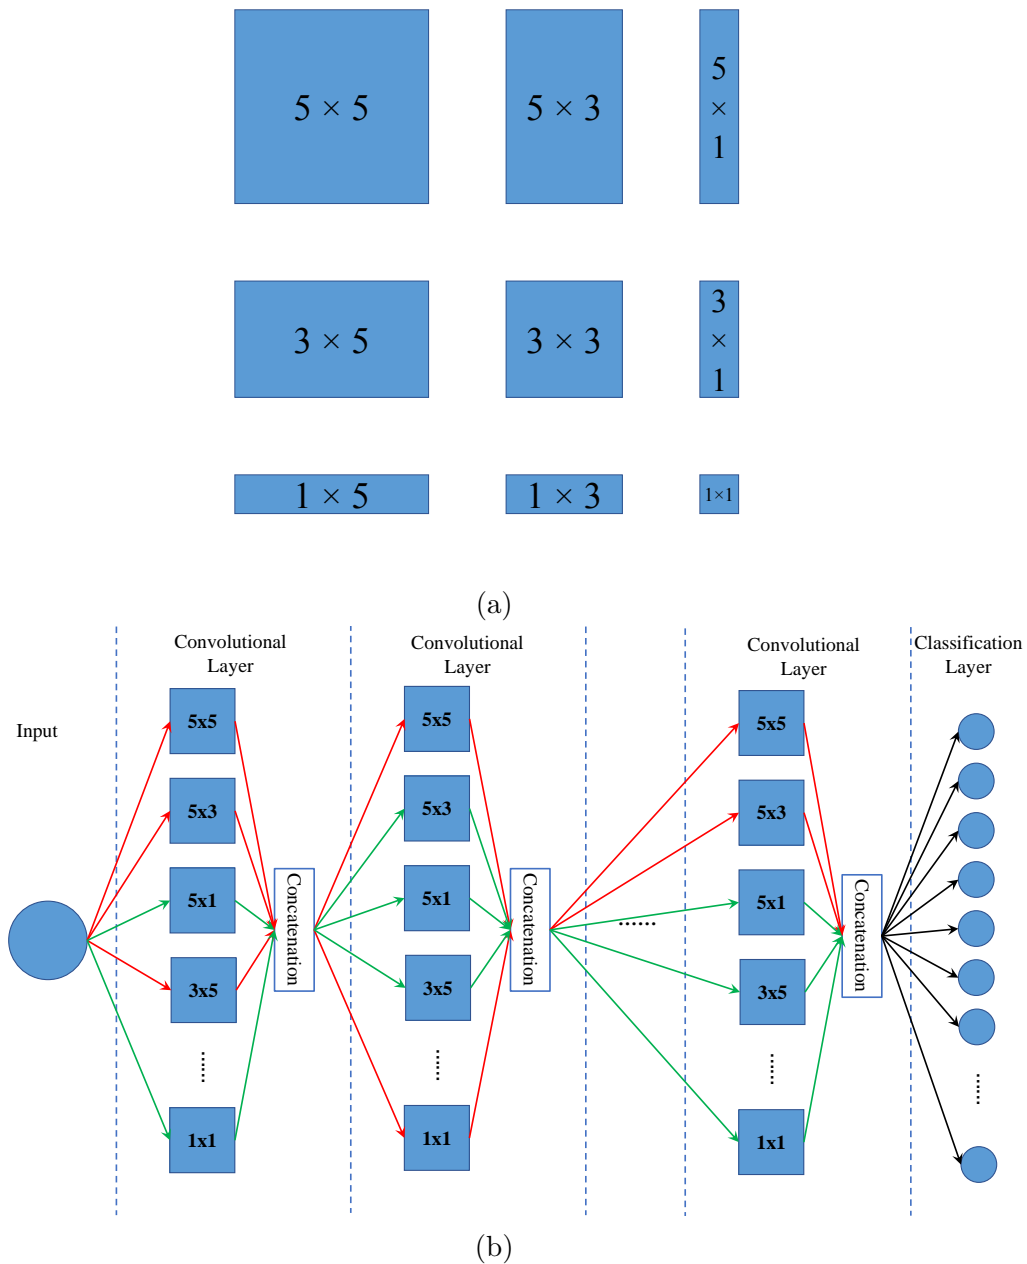 5 × 5
5 × 3
5
×
1
3 × 5
3 × 3
3
×
1
1 × 5
1 × 3
1×1
(a)
Input
Convolutional
Layer
5x5
5x3
5x1
3x5
......
1x1
Concatenation
Convolutional
Layer
5x5
5x3
5x1
3x5
......
1x1
Concatenation
......
Convolutional
Layer
5x5
5x3
5x1
3x5
......
1x1
Concatenation
Classification
Layer
......
(b)